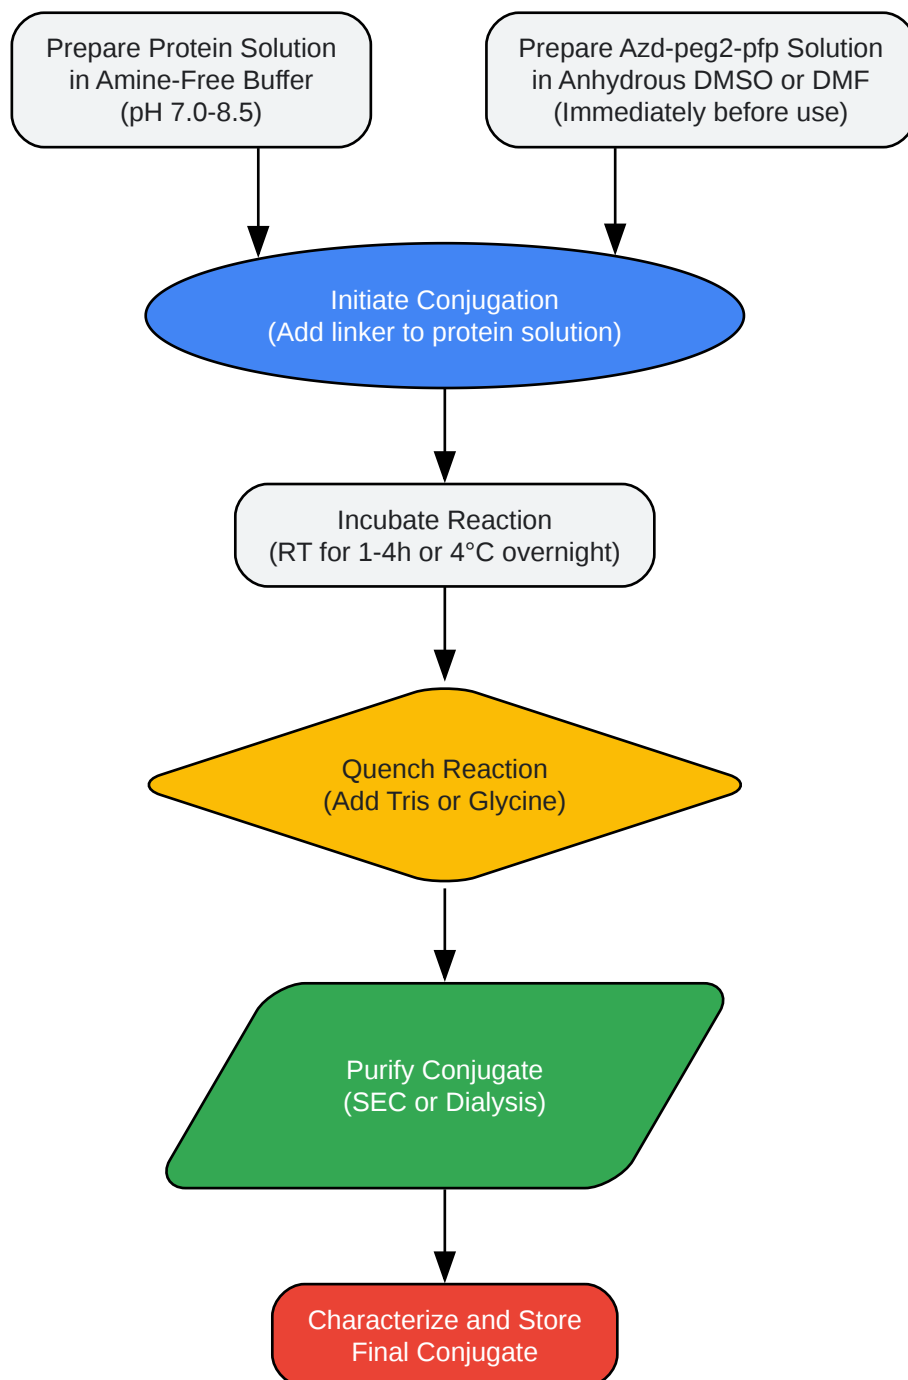 Prepare Protein Solution
in Amine-Free Buffer
(pH 7.0-8.5)
Prepare Azd-peg2-pfp Solution
in Anhydrous DMSO or DMF
(Immediately before use)
Initiate Conjugation
(Add linker to protein solution)
Incubate Reaction
(RT for 1-4h or 4°C overnight)
Quench Reaction
(Add Tris or Glycine)
Purify Conjugate
(SEC or Dialysis)
Characterize and Store
Final Conjugate